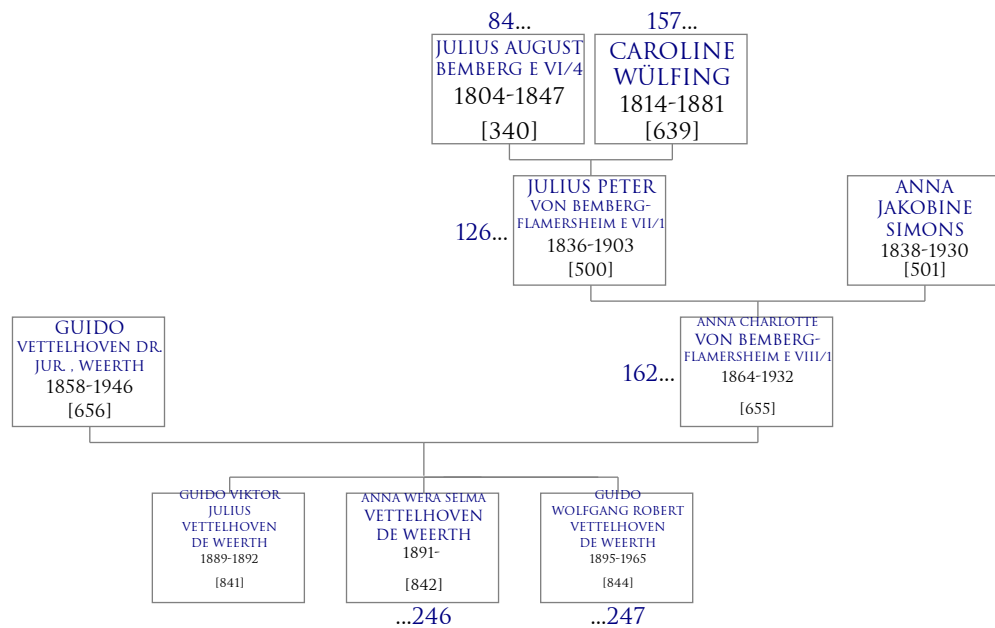 84...
157...
JULIUS AUGUST
BEMBERG E VI/4
1804-1847
[340]
CAROLINE
WÜLFING
1814-1881
[639]
126...
JULIUS PETER
VON BEMBERG-
FLAMERSHEIM E VII/1
1836-1903
[500]
ANNA
JAKOBINE
SIMONS
1838-1930
[501]
GUIDO
VETTELHOVEN DR.
JUR. , WEERTH
1858-1946
[656]
162...
ANNA CHARLOTTE
VON BEMBERG-
FLAMERSHEIM E VIII/1
1864-1932
[655]
GUIDO VIKTOR
JULIUS
VETTELHOVEN
DE WEERTH
1889-1892
[841]
ANNA WERA SELMA
VETTELHOVEN
DE WEERTH
1891-
[842]
GUIDO
WOLFGANG ROBERT
VETTELHOVEN
DE WEERTH
1895-1965
[844]
...246
...247